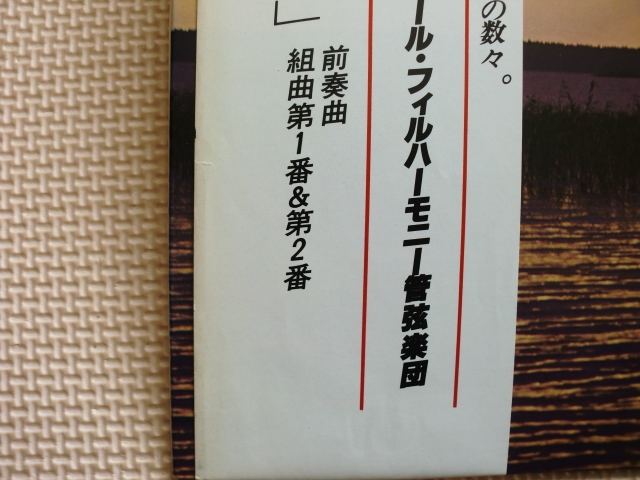 の数々。
ール・フィルハーモニー管弦楽団
」
前奏曲
組曲第1番&第2番